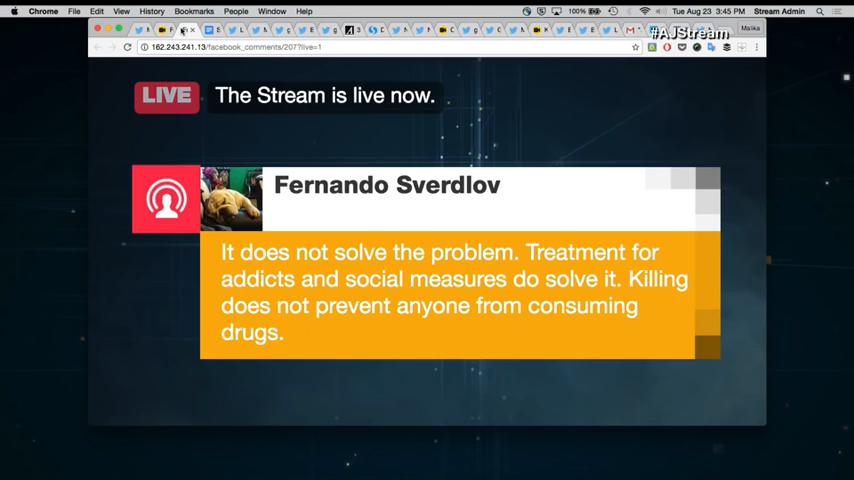 Chrome File Edit View History Bookmarks People Window Help 100% Tue Aug 23 3:45 PM Stream Admin
#AJStream
Malika
162.243.241.13/facebook_comments/207?live=1
LIVE The Stream is live now.
Fernando Sverdlov
It does not solve the problem. Treatment for
addicts and social measures do solve it. Killing
does not prevent anyone from consuming
drugs.